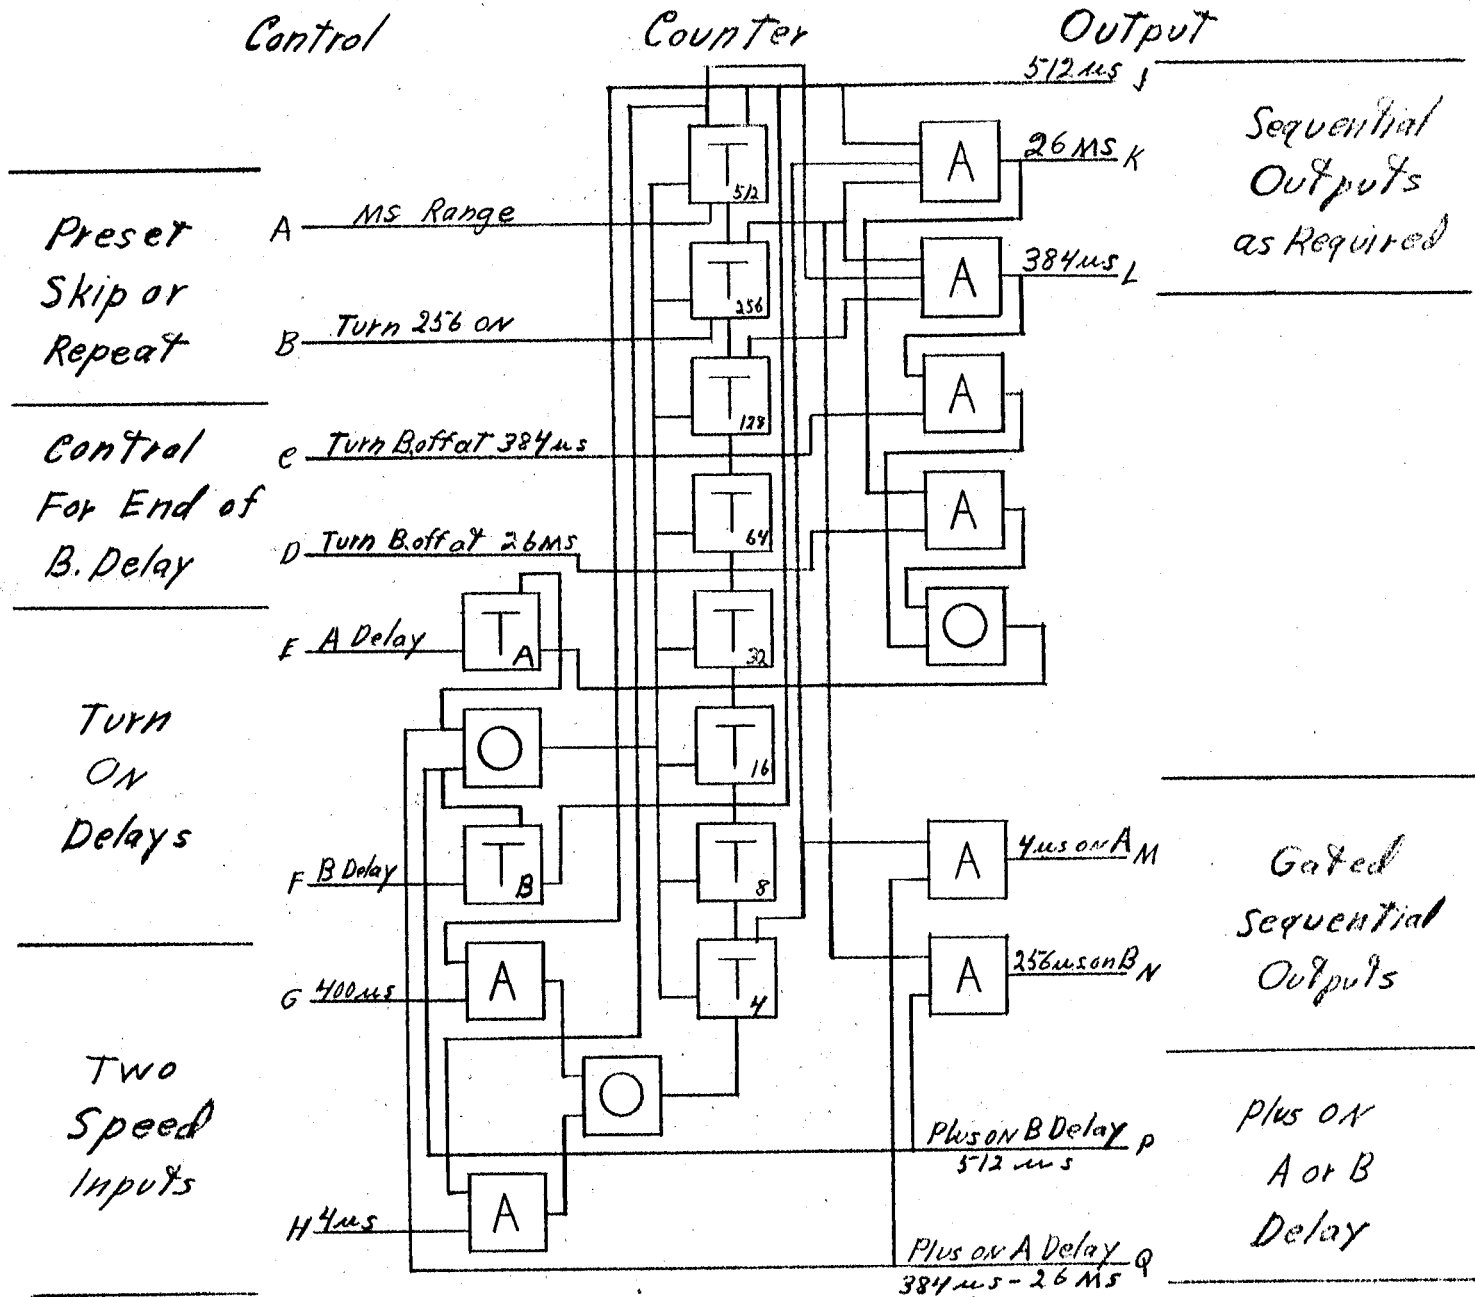 Control
Counter
Output
Preset
Skip or
Repeat
Control
For End of
B. Delay
Turn
ON
Delays
Two
Speed
Inputs
A MS Range
B Turn 256 ON
C Turn B.off at 384 us
D Turn B.off at 26 MS
E A Delay
F B Delay
G 400 us
H 4 us
T A
O
T B
A
A
O
T 512
T 256
T 128
T 64
T 32
T 16
T 8
T 4
A
A
A
A
O
A
A
512 us J
26 MS K
384 us L
4 us on A M
256 us on B N
Plus on B Delay P
512 us
Plus on A Delay Q
384 us - 26 MS
Sequential
Outputs
as Required
Gated
Sequential
Outputs
Plus ON
A or B
Delay